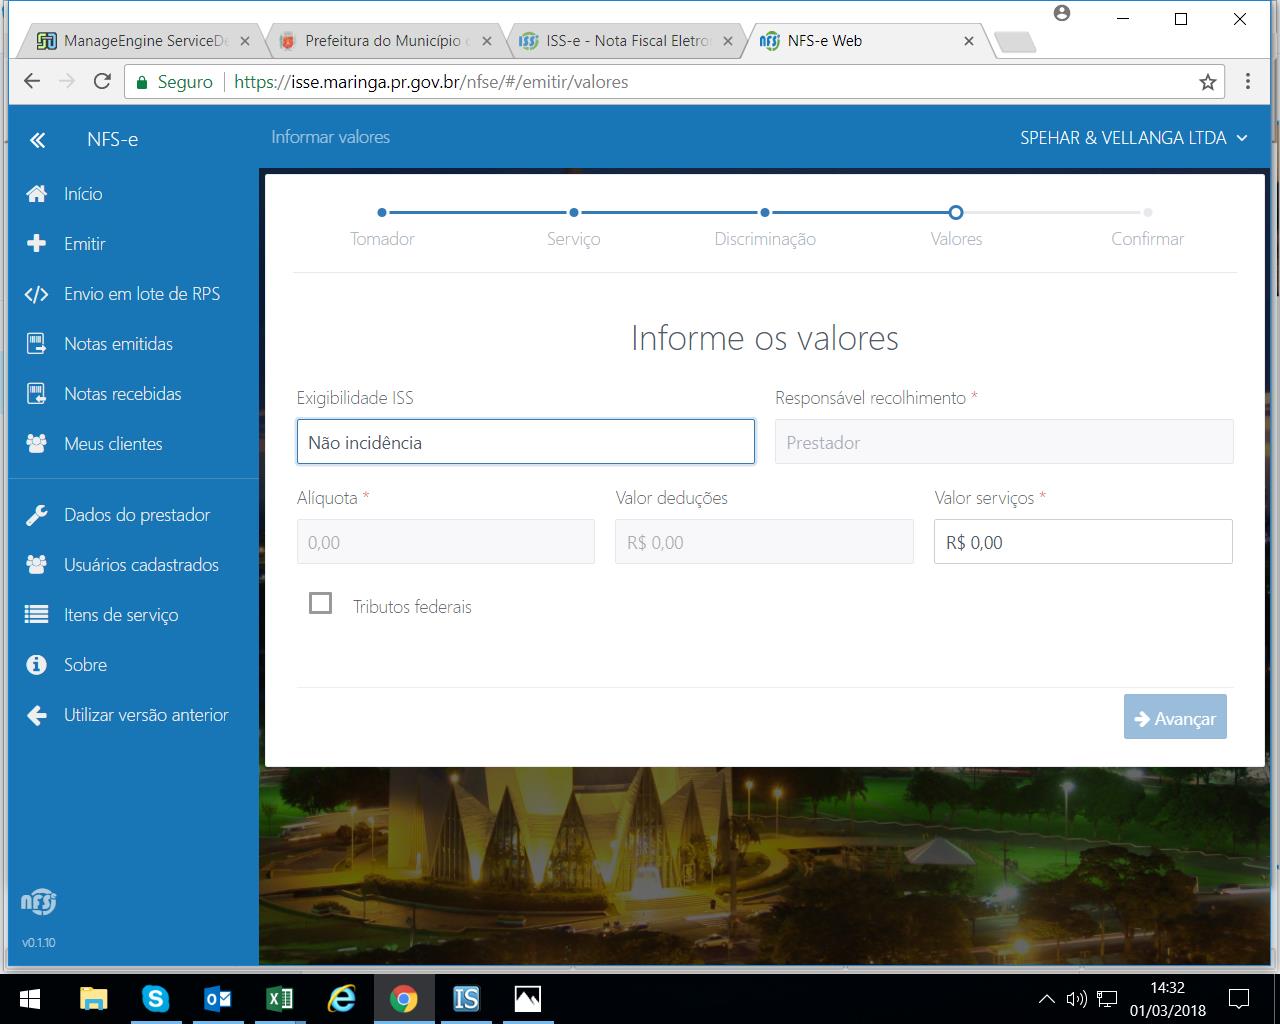 ManageEngine ServiceDe
Prefeitura do Município
ISS-e - Nota Fiscal Eletro
NFS-e Web
Seguro
https://isse.maringa.pr.gov.br/nfse/#/emitir/valores
NFS-e
Informar valores
SPEHAR & VELLANGA LTDA
Início
Emitir
Envio em lote de RPS
Notas emitidas
Notas recebidas
Meus clientes
Dados do prestador
Usuários cadastrados
Itens de serviço
Sobre
Utilizar versão anterior
nfse
v0.1.10
Tomador
Serviço
Discriminação
Valores
Confirmar
Informe os valores
Exigibilidade ISS
Responsável recolhimento *
Não incidência
Prestador
Alíquota *
Valor deduções
Valor serviços *
0,00
R$ 0,00
R$ 0,00
Tributos federais
Avançar
14:32
01/03/2018